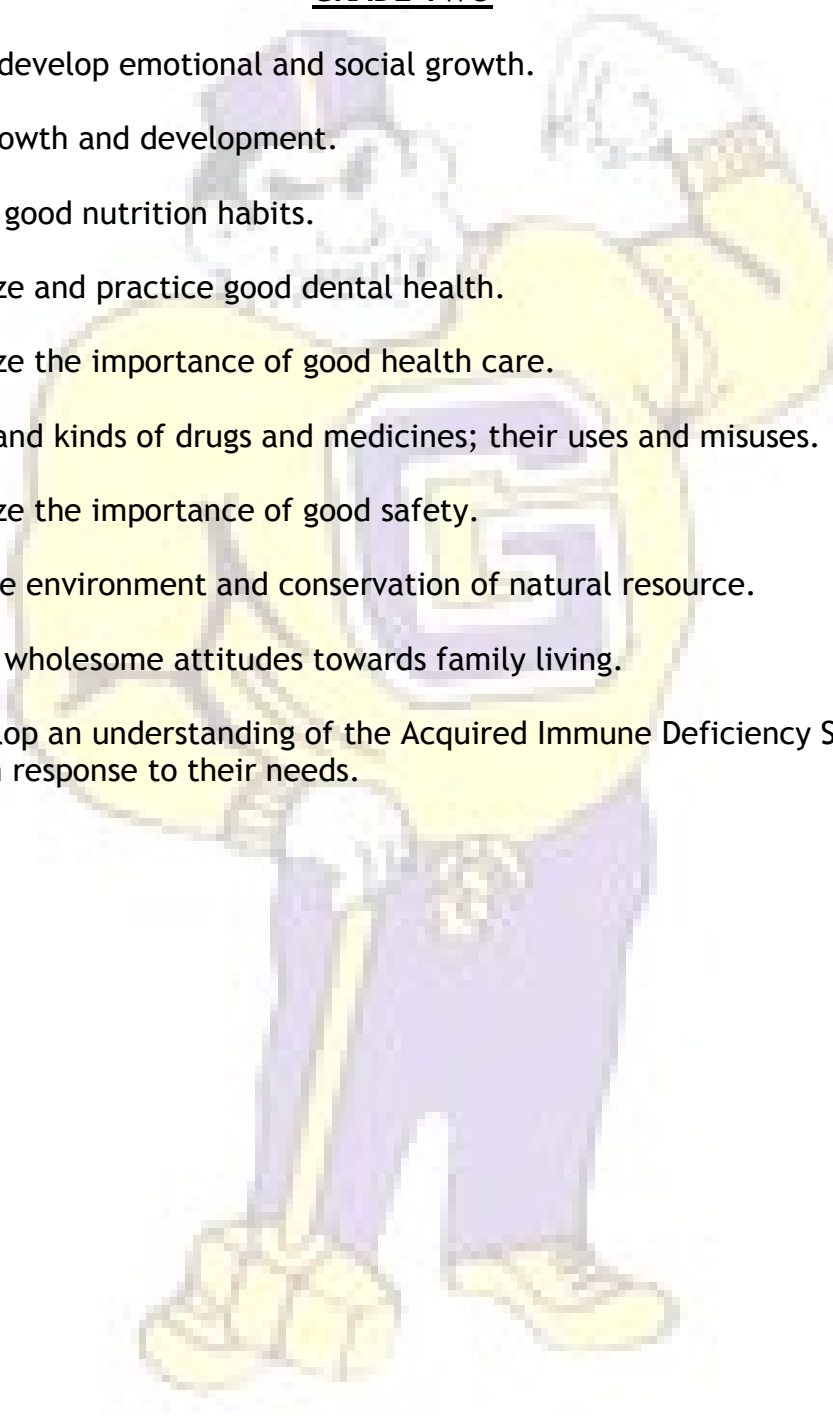 GRADE TWO
develop emotional and social growth.
owth and development.
good nutrition habits.
ze and practice good dental health.
ze the importance of good health care.
and kinds of drugs and medicines; their uses and misuses.
ze the importance of good safety.
e environment and conservation of natural resource.
wholesome attitudes towards family living.
lop an understanding of the Acquired Immune Deficiency S
response to their needs.
G